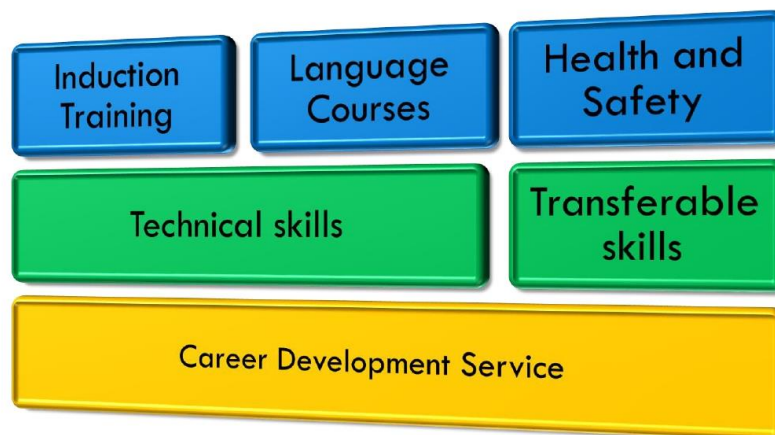 Induction
Training
Language
Courses
Health and
Safety
Technical skills
Transferable
skills
Career Development Service